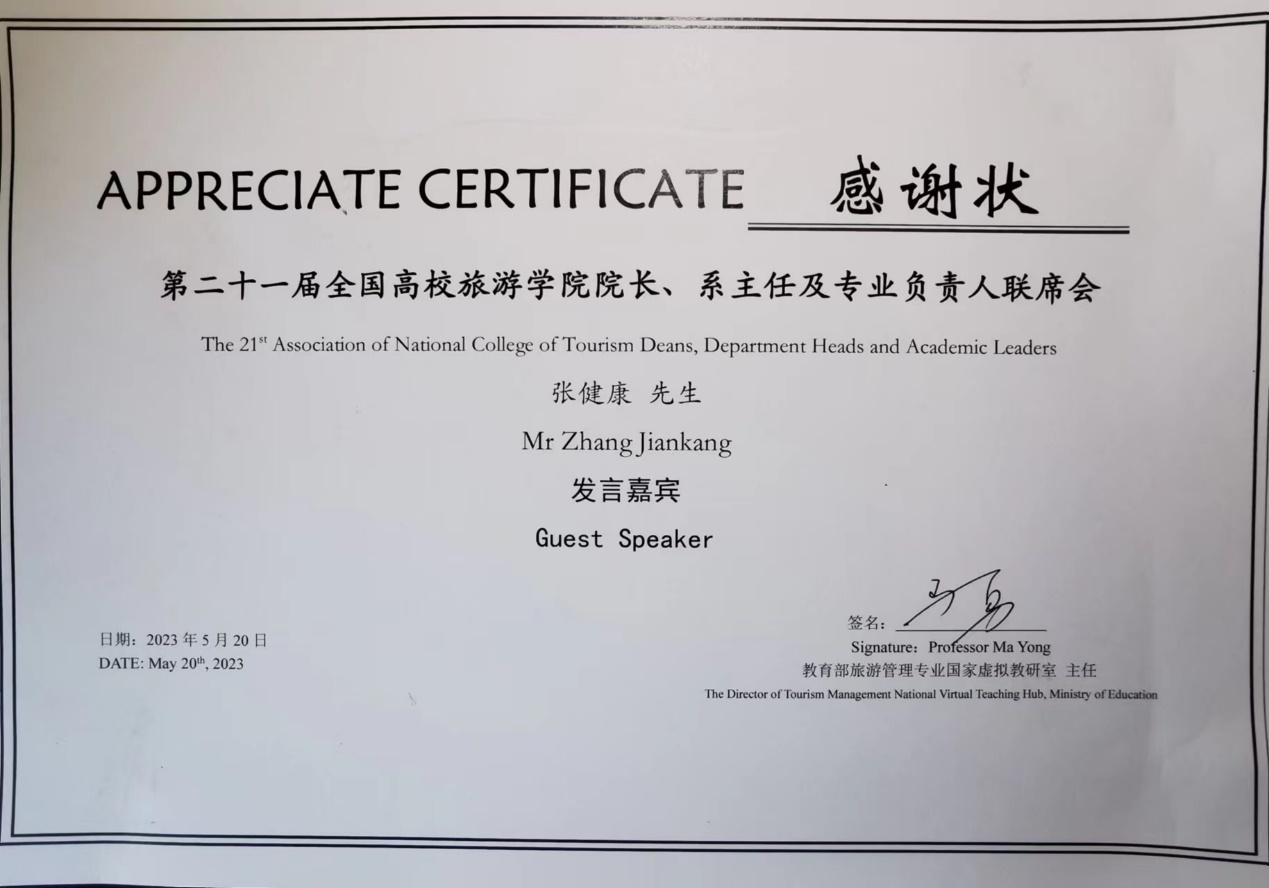 APPRECIATE CERTIFICATE 感谢状
第二十一届全国高校旅游学院院长、系主任及专业负责人联席会
The 21st Association of National College of Tourism Deans, Department Heads and Academic Leaders
张健康 先生
Mr Zhang Jiankang
发言嘉宾
Guest Speaker
签名：马勇
日期：2023 年 5 月 20 日
Signature：Professor Ma Yong
DATE: May 20th, 2023
教育部旅游管理专业国家虚拟教研室 主任
The Director of Tourism Management National Virtual Teaching Hub, Ministry of Education